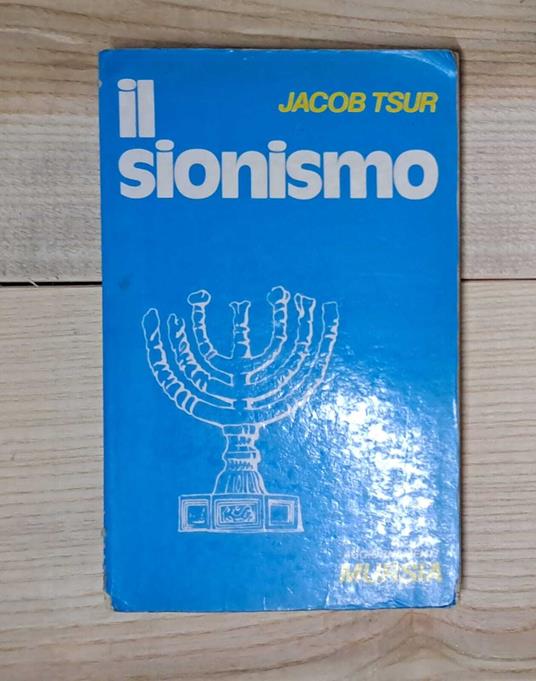 il
JACOB TSUR
sionismo
MURSIA